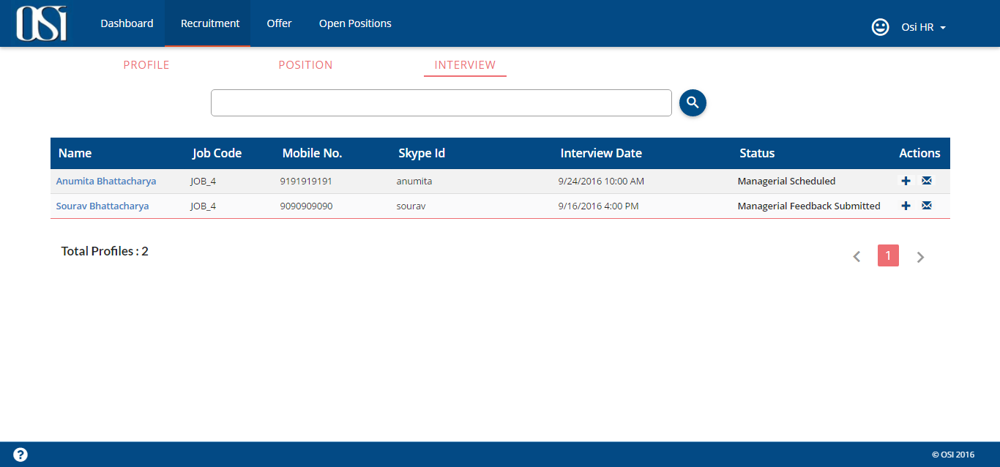 OSi Dashboard Recruitment Offer Open Positions Osi HR
PROFILE POSITION INTERVIEW
Name Job Code Mobile No. Skype Id Interview Date Status Actions
Anumita Bhattacharya JOB_4 9191919191 anumita 9/24/2016 10:00 AM Managerial Scheduled
Sourav Bhattacharya JOB_4 9090909090 sourav 9/16/2016 4:00 PM Managerial Feedback Submitted
Total Profiles : 2
1
© OSI 2016